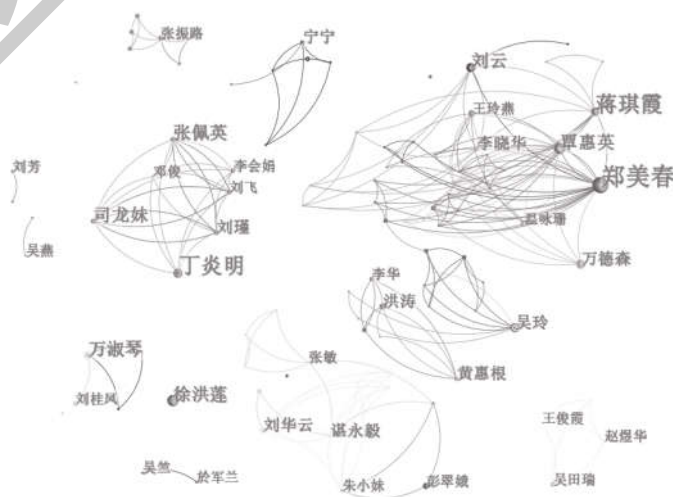 张振路
宁宁
刘云
蒋琪霞
王玲燕
张佩英
李晓华
覃惠英
邓俊
李会娟
刘芳
刘飞
郑美春
司龙妹
刘瑾
温咏珊
吴燕
丁炎明
万德森
李华
洪涛
吴玲
万淑琴
张敏
黄惠根
徐洪莲
刘桂凤
刘华云
谌永毅
王俊霞
赵煜华
吴竺
於军兰
朱小妹
彭翠娥
吴田瑞